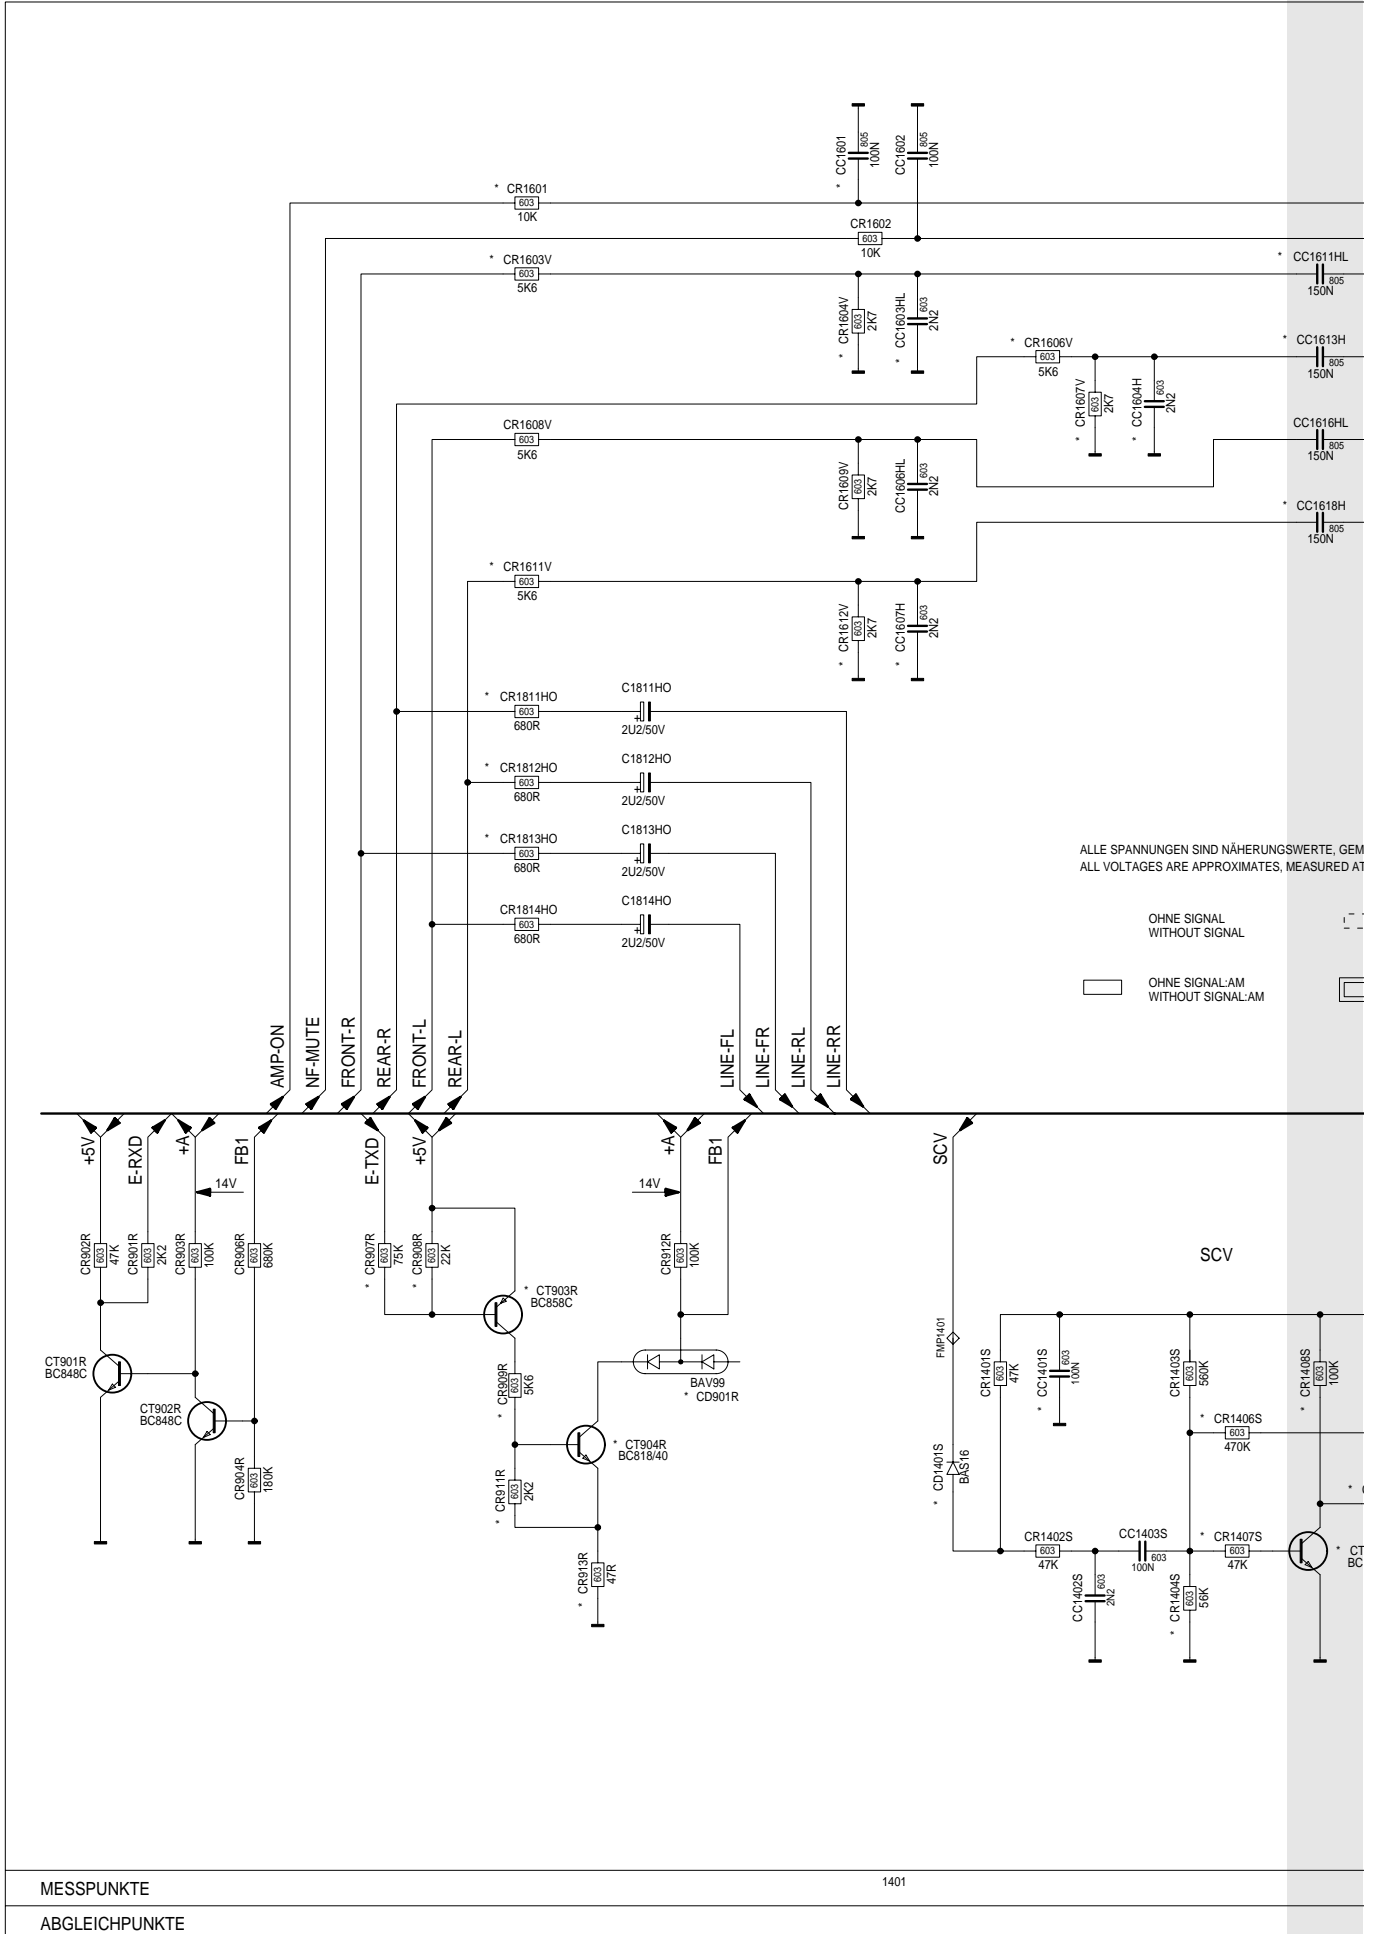 CC1601
805
100N
*
CC1602
805
100N
* CR1601
603
10K
CR1602
603
10K
* CR1603V
603
5K6
* CC1611HL
805
150N
* CR1604V
603
2K7
* CC1603HL
603
2N2
* CR1606V
603
5K6
* CC1613H
805
150N
* CR1607V
603
2K7
* CC1604H
603
2N2
CR1608V
603
5K6
CC1616HL
805
150N
CR1609V
603
2K7
CC1606HL
603
2N2
* CC1618H
805
150N
* CR1611V
603
5K6
* CR1612V
603
2K7
* CC1607H
603
2N2
* CR1811HO
603
680R
C1811HO
+
2U2/50V
* CR1812HO
603
680R
C1812HO
+
2U2/50V
* CR1813HO
603
680R
C1813HO
+
2U2/50V
CR1814HO
603
680R
C1814HO
+
2U2/50V
ALLE SPANNUNGEN SIND NÄHERUNGSWERTE, GEM
ALL VOLTAGES ARE APPROXIMATES, MEASURED AT
OHNE SIGNAL
WITHOUT SIGNAL
OHNE SIGNAL:AM
WITHOUT SIGNAL:AM
AMP-ON
NF-MUTE
FRONT-R
REAR-R
FRONT-L
REAR-L
LINE-FL
LINE-FR
LINE-RL
LINE-RR
+5V
E-RXD
+A
FB1
E-TXD
+5V
+A
FB1
SCV
14V
14V
CR902R
603
47K
CR901R
603
2K2
CR903R
603
100K
CR906R
603
680K
* CR907R
603
75K
* CR908R
603
22K
CR912R
603
100K
SCV
* CT903R
BC858C
FMP1401
CT901R
BC848C
CT902R
BC848C
* CR909R
603
5K6
BAV99
* CD901R
CR1401S
603
47K
* CC1401S
603
100N
CR1403S
603
560K
* CR1408S
603
100K
* CR1406S
603
470K
* CT904R
BC818/40
CR904R
603
180K
* CR911R
603
2K2
* CD1401S
BAS16
*
CR1402S
603
47K
CC1403S
603
100N
* CR1407S
603
47K
* CT
BC
* CR913R
603
47R
CC1402S
603
2N2
* CR1404S
603
56K
MESSPUNKTE
1401
ABGLEICHPUNKTE